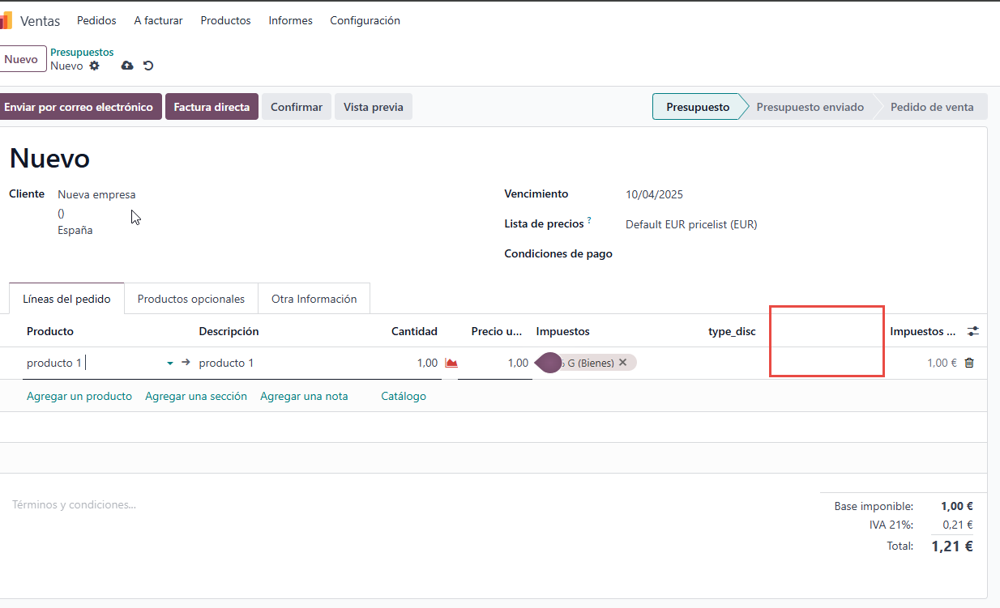 Ventas Pedidos A facturar Productos Informes Configuración
Nuevo
Presupuestos
Nuevo
Enviar por correo electrónico Factura directa Confirmar Vista previa Presupuesto Presupuesto enviado Pedido de venta
Nuevo
Cliente Nueva empresa
()
España
Vencimiento 10/04/2025
Lista de precios ? Default EUR pricelist (EUR)
Condiciones de pago
Líneas del pedido Productos opcionales Otra Información
Producto Descripción Cantidad Precio u... Impuestos type_disc Impuestos ...
producto 1 producto 1 1,00 1,00 G (Bienes) 1,00 €
Agregar un producto Agregar una sección Agregar una nota Catálogo
Términos y condiciones...
Base imponible: 1,00 €
IVA 21%: 0,21 €
Total: 1,21 €